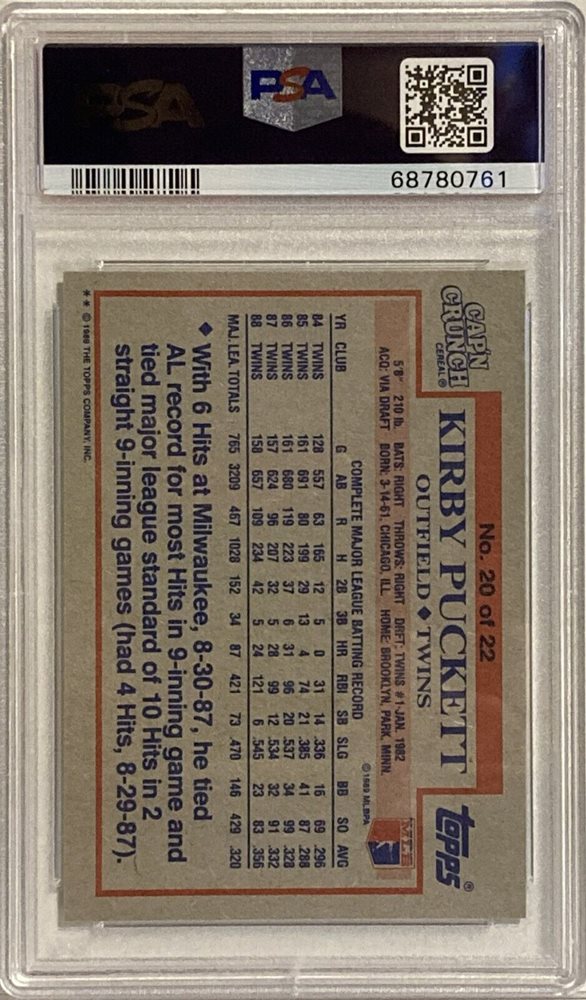 PSA
PSA
68780761
CAP'N
CRUNCH
CEREAL®
No. 20 of 22
KIRBY PUCKETT
OUTFIELD ◆ TWINS
topps®
5'8" 210 lb. BATS: RIGHT THROWS: RIGHT DRFT: TWINS #1-JAN. 1982
ACQ: VIA DRAFT BORN: 3-14-61, CHICAGO, ILL. HOME: BROOKLYN, PARK, MINN.
MLB
©1989 MLBPA
COMPLETE MAJOR LEAGUE BATTING RECORD
YR CLUB G AB R H 2B 3B HR RBI SB SLG BB SO AVG
84 TWINS 128 557 63 165 12 5 0 31 14 .336 16 69 .296
85 TWINS 161 691 80 199 29 13 4 74 21 .385 41 87 .288
86 TWINS 161 680 119 223 37 6 31 96 20 .537 34 99 .328
87 TWINS 157 624 96 207 32 5 28 99 12 .534 32 91 .332
88 TWINS 158 657 109 234 42 5 24 121 6 .545 23 83 .356
MAJ. LEA. TOTALS 765 3209 467 1028 152 34 87 421 73 .470 146 429 .320
◆ With 6 Hits at Milwaukee, 8-30-87, he tied
AL record for most Hits in 9-inning game and
tied major league standard of 10 Hits in 2
straight 9-inning games (had 4 Hits, 8-29-87).
** © 1989 THE TOPPS COMPANY, INC.